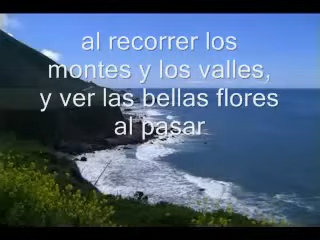 al recorrer los
montes y los valles,
y ver las bellas flores
al pasar